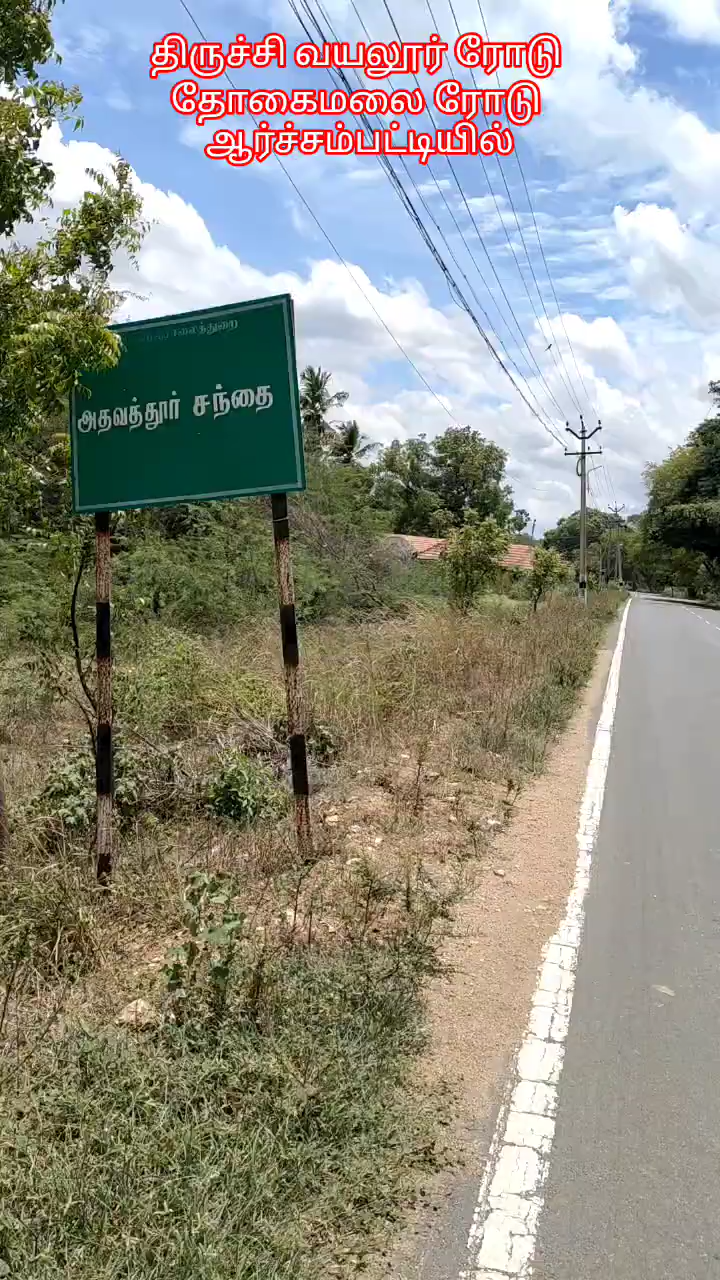 திருச்சி வயலூர் ரோடு
தோகைமலை ரோடு
ஆர்ச்சம்பட்டியில்
அதவத்தூர் சந்தை